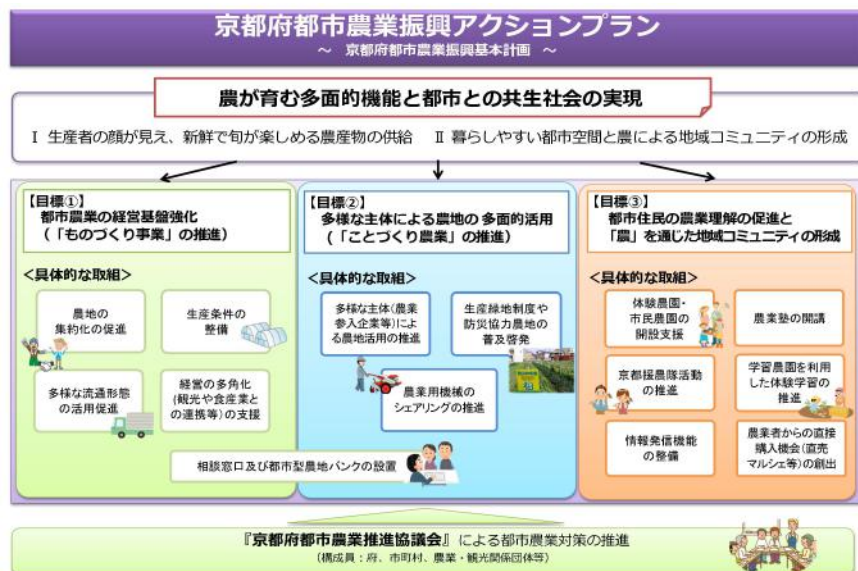 京都府都市農業振興アクションプラン
～ 京都府都市農業振興基本計画 ～
農が育む多面的機能と都市との共生社会の実現
Ⅰ 生産者の顔が見え、新鮮で旬が楽しめる農産物の供給 Ⅱ 暮らしやすい都市空間と農による地域コミュニティの形成
【目標①】
都市農業の経営基盤強化
(「ものづくり事業」の推進)
<具体的な取組>
農地の
集約化の促進
生産条件の
整備
多様な流通形態
の活用促進
経営の多角化
(観光や食産業と
の連携等)の支援
【目標②】
多様な主体による農地の 多面的活用
(「ことづくり農業」の推進)
<具体的な取組>
多様な主体(農業
参入企業等)によ
る農地活用の推進
生産緑地制度や
防災協力農地の
普及啓発
農業用機械の
シェアリングの推進
相談窓口及び都市型農地バンクの設置
【目標③】
都市住民の農業理解の促進と
「農」を通じた地域コミュニティの形成
<具体的な取組>
体験農園・
市民農園の
開設支援
農業塾の開講
京都援農隊活動
の推進
学習農園を利用
した体験学習の
推進
情報発信機能
の整備
農業者からの直接
購入機会(直売
マルシェ等)の創出
『京都府都市農業推進協議会』による都市農業対策の推進
(構成員：府、市町村、農業・観光関係団体等)